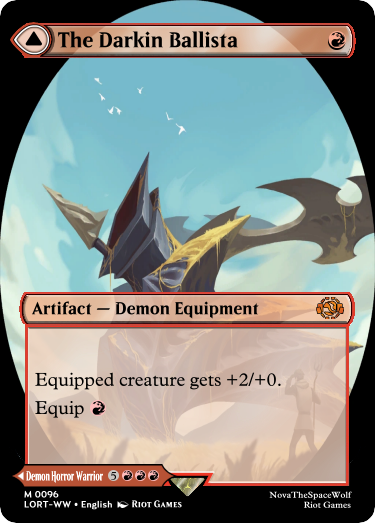 The Darkin Ballista
Artifact — Demon Equipment
Equipped creature gets +2/+0.
Equip
Demon Horror Warrior 5
M 0096
NovaTheSpaceWolf
LORT-WW • English RIOT GAMES
Riot Games